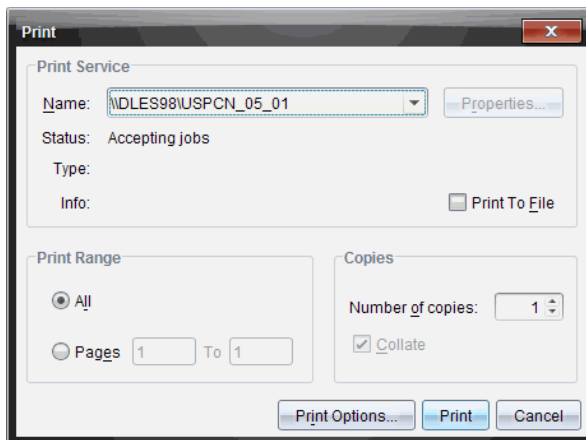 Print
Print Service
Name: \\DLES98\USPCN_05_01 Properties...
Status: Accepting jobs
Type:
Info: Print To File
Print Range
All
Pages 1 To 1
Copies
Number of copies: 1
Collate
Print Options... Print Cancel